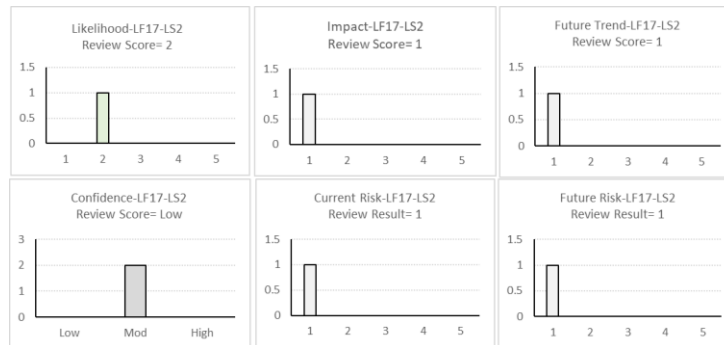 Likelihood-LF17-LS2
Review Score= 2
1.5
1
0.5
0
1 2 3 4 5
Impact-LF17-LS2
Review Score= 1
1.5
1
0.5
0
1 2 3 4 5
Future Trend-LF17-LS2
Review Score= 1
1.5
1
0.5
0
1 2 3 4 5
Confidence-LF17-LS2
Review Score= Low
3
2
1
0
Low Mod High
Current Risk-LF17-LS2
Review Result= 1
1.5
1
0.5
0
1 2 3 4 5
Future Risk-LF17-LS2
Review Result= 1
1.5
1
0.5
0
1 2 3 4 5